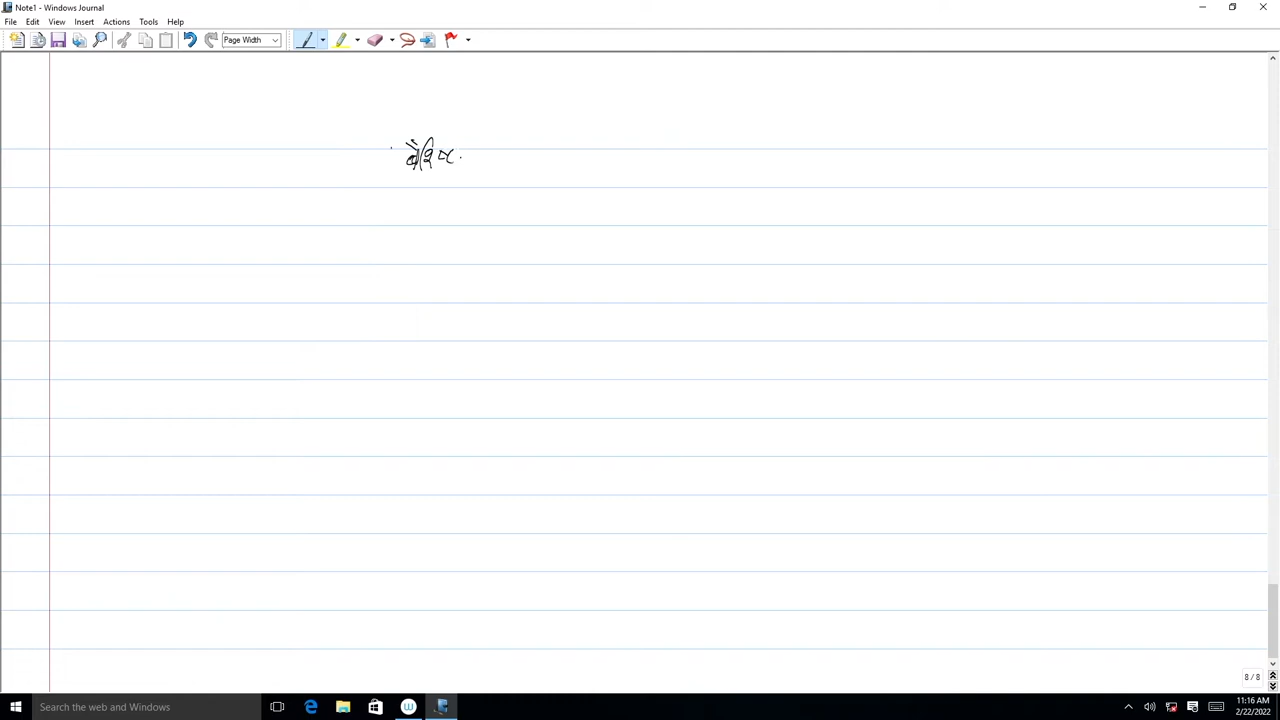 Note1 - Windows Journal
File Edit View Insert Actions Tools Help
Page Width
8 / 8
Search the web and Windows
11:16 AM
2/22/2022